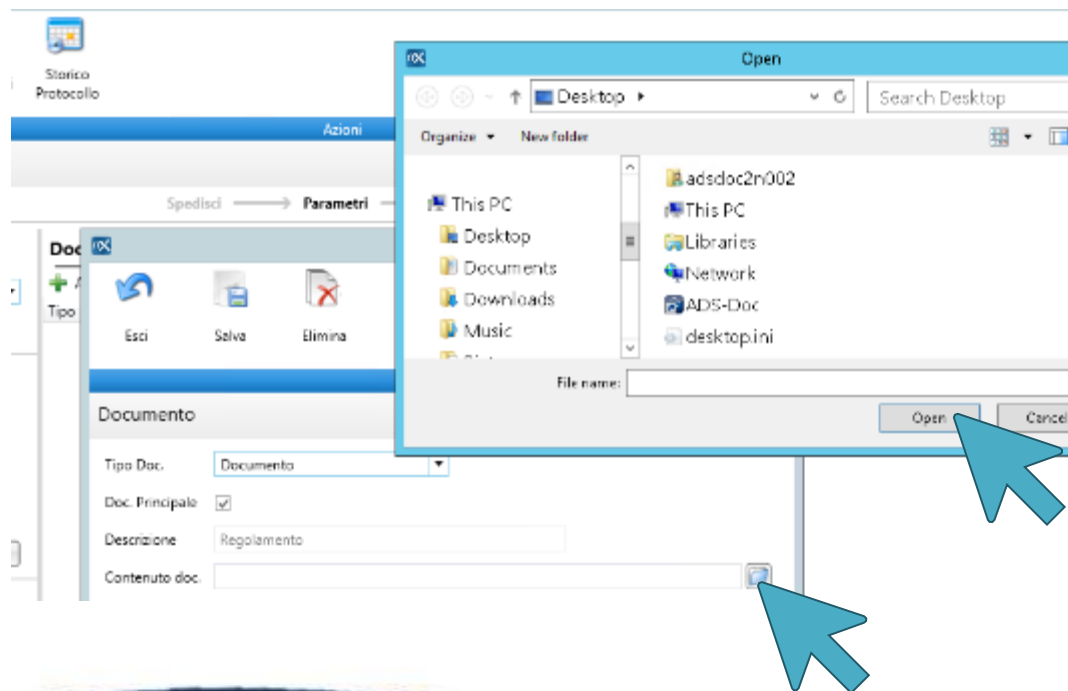 Storico
Protocollo
Azioni
Spedisci
Parametri
Doc
Tipo
Esci
Salva
Elimina
Documento
Tipo Doc.
Documento
Doc. Principale
Descrizione
Regolamento
Contenuto doc.
Open
Desktop
Search Desktop
Organize
New folder
This PC
Desktop
Documents
Downloads
Music
adsdoc2n002
This PC
Libraries
Network
ADS-Doc
desktop.ini
File name:
Open
Cancel